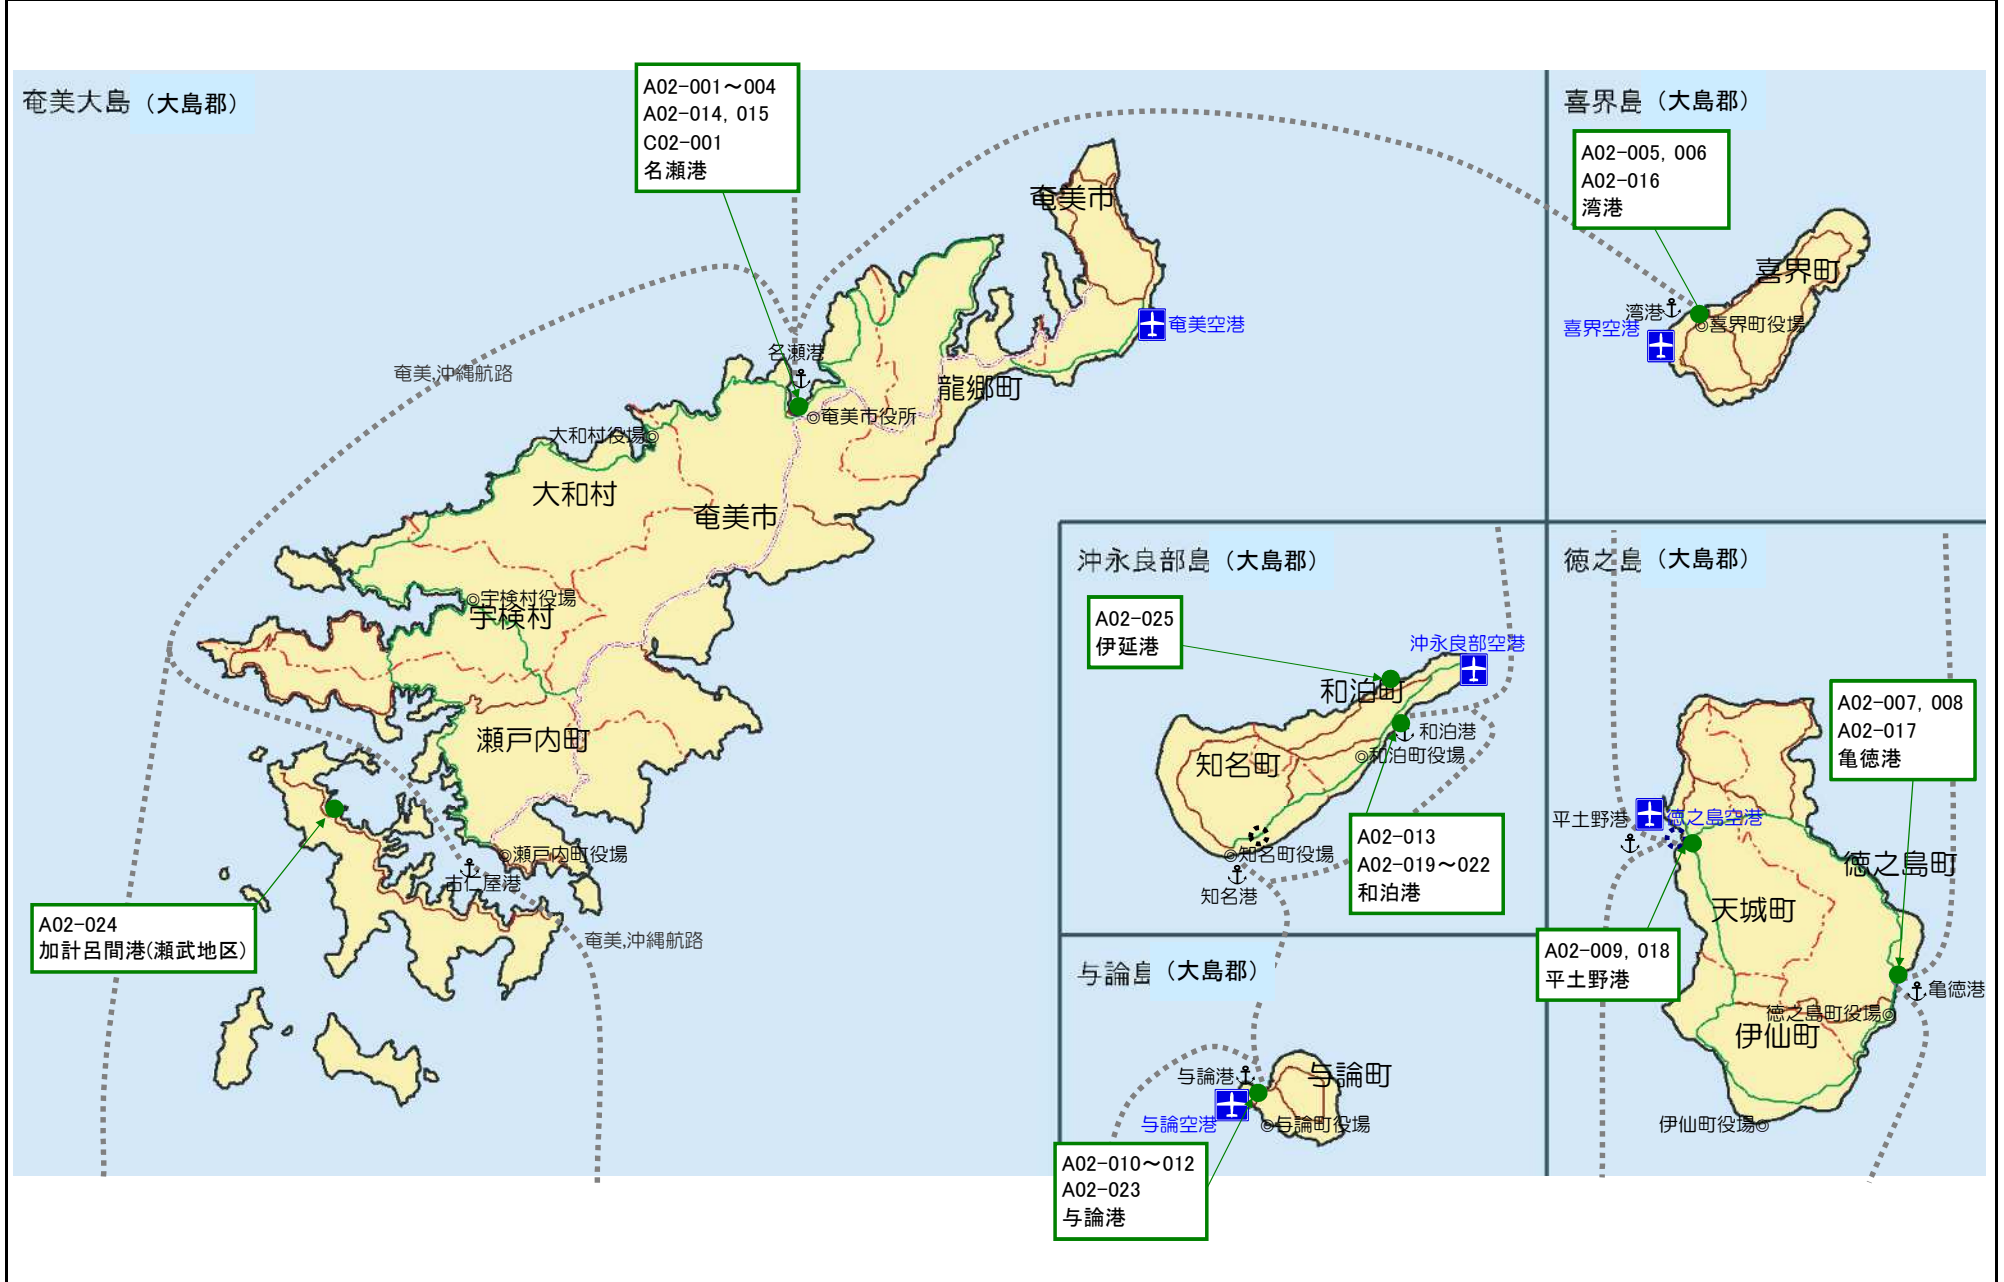 奄美大島（大島郡）
A02-001～004
A02-014, 015
C02-001
名瀬港
奄美市
奄美空港
名瀬港
奄美,沖縄航路
龍郷町
◎奄美市役所
大和村役場◎
大和村
奄美市
◎宇検村役場
宇検村
瀬戸内町
◎瀬戸内町役場
古仁屋港
奄美,沖縄航路
A02-024
加計呂間港(瀬武地区)
喜界島（大島郡）
A02-005, 006
A02-016
湾港
喜界町
湾港
喜界空港
◎喜界町役場
沖永良部島（大島郡）
A02-025
伊延港
沖永良部空港
和泊町
和泊港
◎和泊町役場
知名町
◎知名町役場
知名港
A02-013
A02-019～022
和泊港
徳之島（大島郡）
A02-007, 008
A02-017
亀徳港
平土野港
徳之島空港
徳之島町
天城町
A02-009, 018
平土野港
亀徳港
徳之島町役場◎
伊仙町
伊仙町役場◎
与論島（大島郡）
与論港
与論町
与論空港
◎与論町役場
A02-010～012
A02-023
与論港